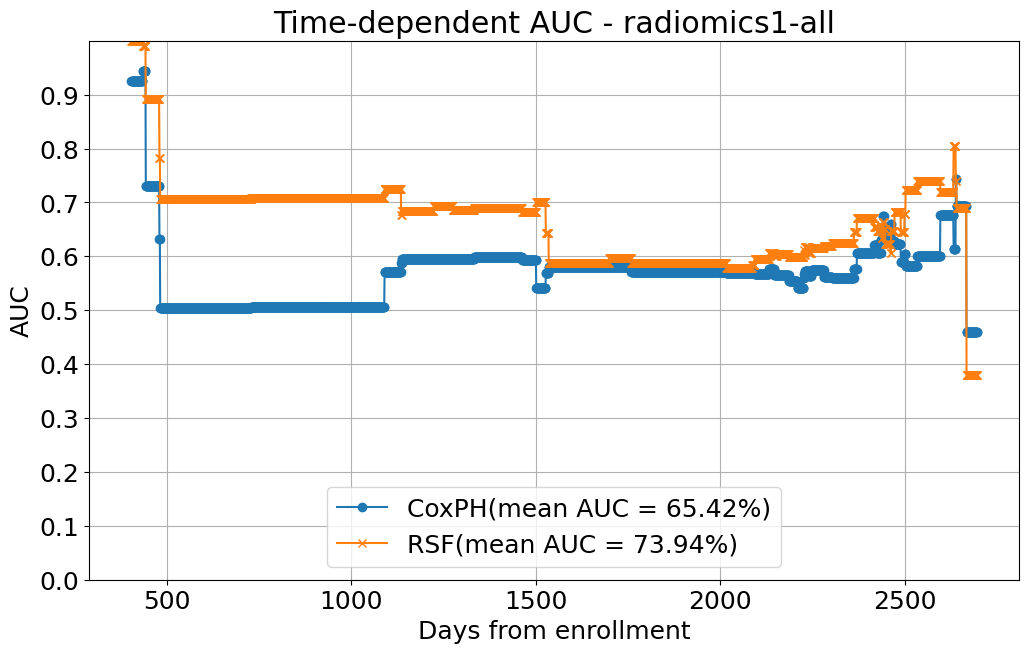 Time-dependent AUC - radiomics1-all
AUC
0.9
0.8
0.7
0.6
0.5
0.4
0.3
0.2
0.1
0.0
CoxPH(mean AUC = 65.42%)
RSF(mean AUC = 73.94%)
500 1000 1500 2000 2500
Days from enrollment